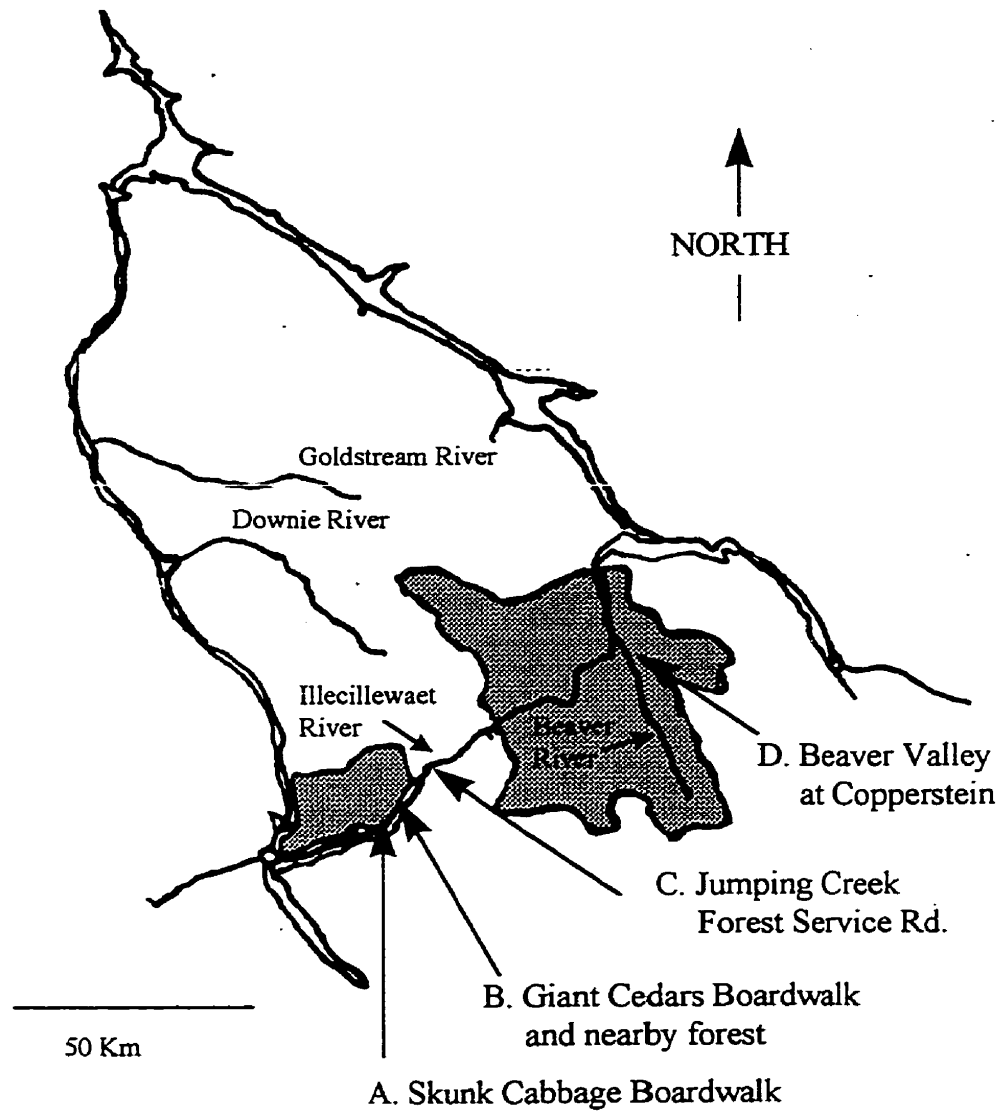 NORTH
Goldstream River
Downie River
Illecillewaet
River
Beaver
River
D. Beaver Valley
at Copperstein
C. Jumping Creek
Forest Service Rd.
B. Giant Cedars Boardwalk
and nearby forest
50 Km
A. Skunk Cabbage Boardwalk